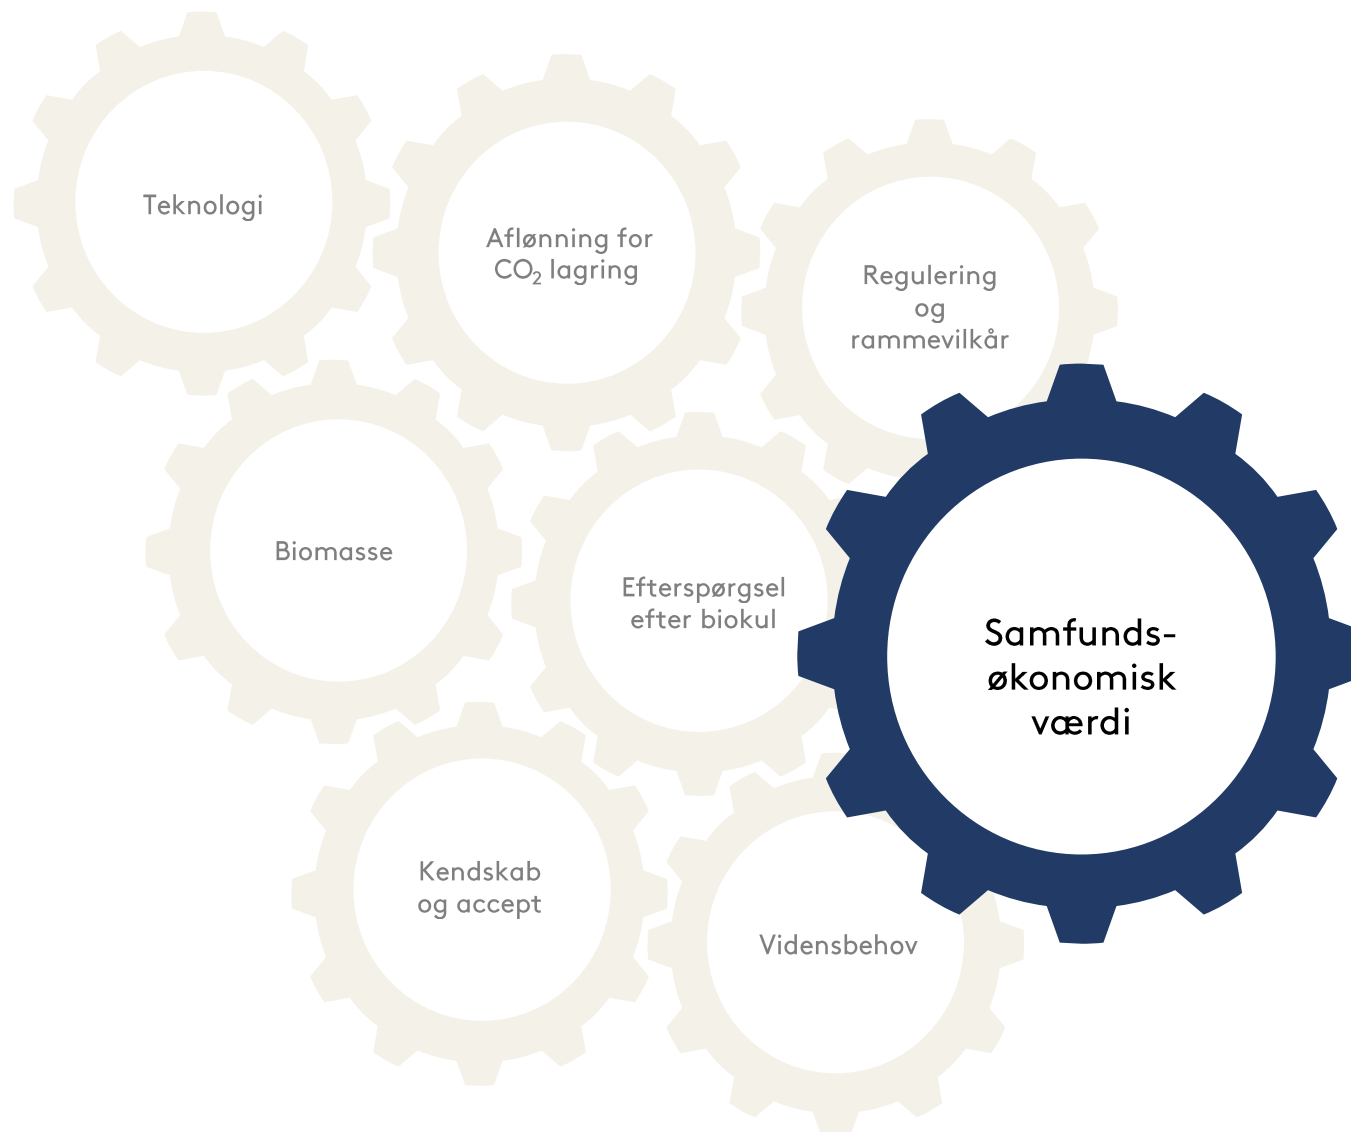 Teknologi
Aflønning for
CO₂ lagring
Regulering
og
rammevilkår
Biomasse
Efterspørgsel
efter biokul
Samfunds-
økonomisk
værdi
Kendskab
og accept
Vidensbehov